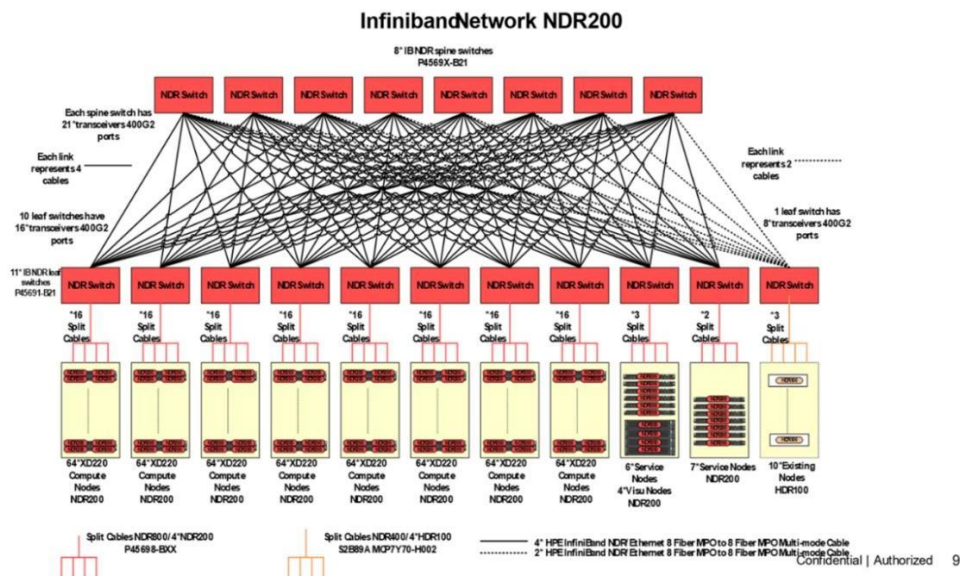 InfinibandNetwork NDR200
8* IB NDR spine switches
P4569X-B21
NDR Switch
NDR Switch
NDR Switch
NDR Switch
NDR Switch
NDR Switch
NDR Switch
NDR Switch
Each spine switch has
21*transceivers 400G2
ports
Each link
represents 4
cables
Each link
represents 2
cables
10 leaf switches have
16*transceivers 400G2
ports
1 leaf switch has
8*transceivers 400G2
ports
11* IB NDR leaf
switches
P45691-B21
NDR Switch
NDR Switch
NDR Switch
NDR Switch
NDR Switch
NDR Switch
NDR Switch
NDR Switch
NDR Switch
NDR Switch
NDR Switch
*16
Split
Cables
*16
Split
Cables
*16
Split
Cables
*16
Split
Cables
*16
Split
Cables
*16
Split
Cables
*16
Split
Cables
*16
Split
Cables
*3
Split
Cables
*2
Split
Cables
*3
Split
Cables
64*XD220
Compute
Nodes
NDR200
64*XD220
Compute
Nodes
NDR200
64*XD220
Compute
Nodes
NDR200
64*XD220
Compute
Nodes
NDR200
64*XD220
Compute
Nodes
NDR200
64*XD220
Compute
Nodes
NDR200
64*XD220
Compute
Nodes
NDR200
64*XD220
Compute
Nodes
NDR200
6*Service
Nodes
4*Visu Nodes
NDR200
7*Service Nodes
NDR200
10*Existing
Nodes
HDR100
Split Cables NDR800/ 4*NDR200
P45698-BXX
Split Cables NDR400/ 4*HDR100
S2B89A MCP7Y70-H002
4* HPE InfiniBand NDR/Ethernet 8 Fiber MPO to 8 Fiber MPO Multi-mode Cable
2* HPE InfiniBand NDR/Ethernet 8 Fiber MPO to 8 Fiber MPO Multi-mode Cable
Confidential | Authorized 9